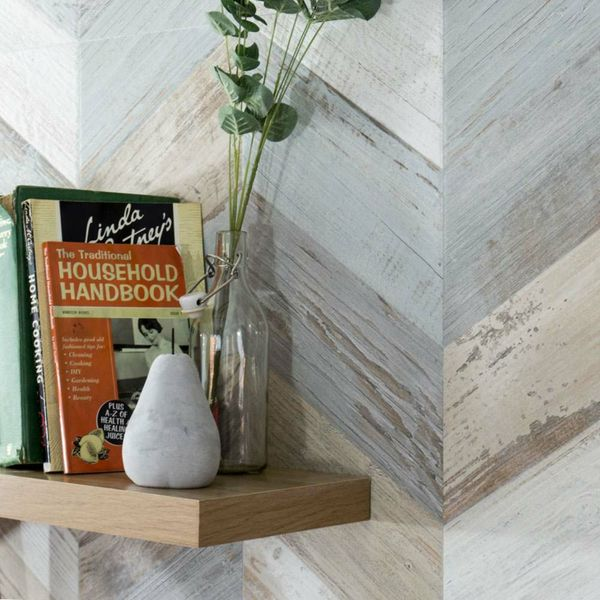 Linda
HOME COOKING
The Traditional
HOUSEHOLD
HANDBOOK
Includes good old
fashioned tips for:
• Cleaning
• Cooking
• DIY
• Gardening
• Health
• Beauty
PLUS
A-Z OF
HEALTH
HEALING
JUICE